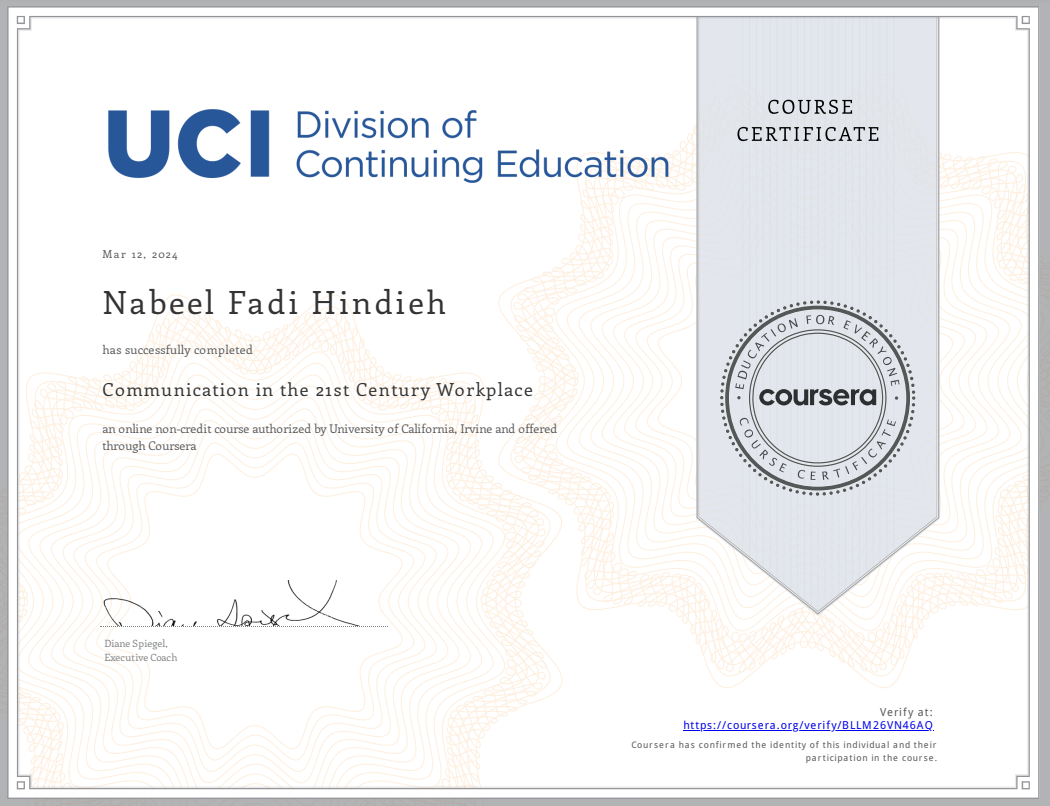 UCI Division of
Continuing Education
COURSE
CERTIFICATE
Mar 12, 2024
Nabeel Fadi Hindieh
has successfully completed
Communication in the 21st Century Workplace
an online non-credit course authorized by University of California, Irvine and offered
through Coursera
EDUCATION FOR EVERYONE
coursera
COURSE CERTIFICATE
Diane Spiegel,
Executive Coach
Verify at:
https://coursera.org/verify/BLLM26VN46AQ
Coursera has confirmed the identity of this individual and their
participation in the course.